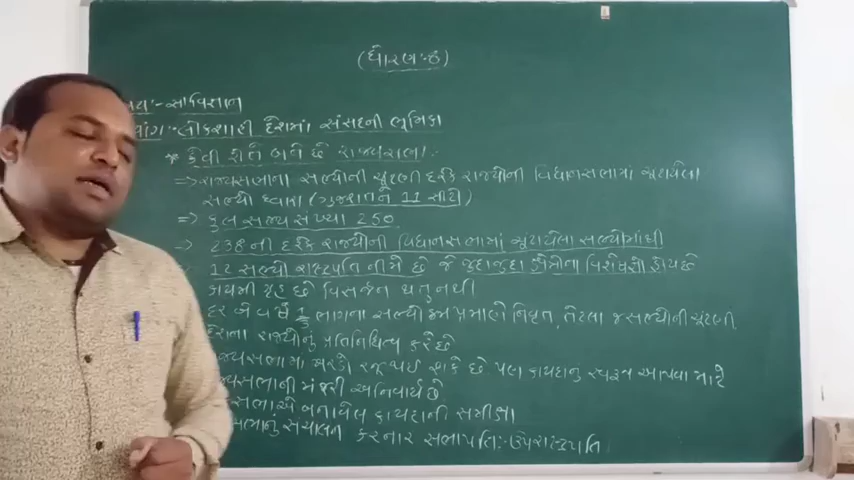 (ધોરણ-૭)
સા.વિજ્ઞાન
લોકશાહી દેશમાં સંસદની ભૂમિકા
* કેવી રીતે બને છે રાજ્યસભા :
=> રાજ્યસભાના સભ્યોની ચૂંટણી દરેક રાજ્યોની વિધાનસભામાં ચૂંટાયેલા
સભ્યો દ્વારા (ગુજરાતને 11 સીટો)
=> કુલ સભ્ય સંખ્યા 250.
-> 238 ની દરેક રાજ્યોની વિધાનસભામાં ચૂંટાયેલા સભ્યોમાંથી
12 સભ્યો રાષ્ટ્રપતિ નીમે છે જે જુદાજુદા ક્ષેત્રોના વિશેષજ્ઞો હોય છે
કાયમી ગૃહ છે વિસર્જન થતુ નથી
દર બે વર્ષે 1/3 ભાગના સભ્યો ક્રમ પ્રમાણે નિવૃત, તેટલા જ સભ્યોની ચૂંટણી
રાજ્યોનું પ્રતિનિધિત્વ કરે છે
ખરડો રજૂ થઈ શકે છે પણ કાયદાનું સ્વરૂપ આપવા માટે
મંજૂરી અનિવાર્ય છે
બનાવેલ કાયદાની સમીક્ષા
સંચાલન કરનાર સભાપતિ:- ઉપરાષ્ટ્રપતિ